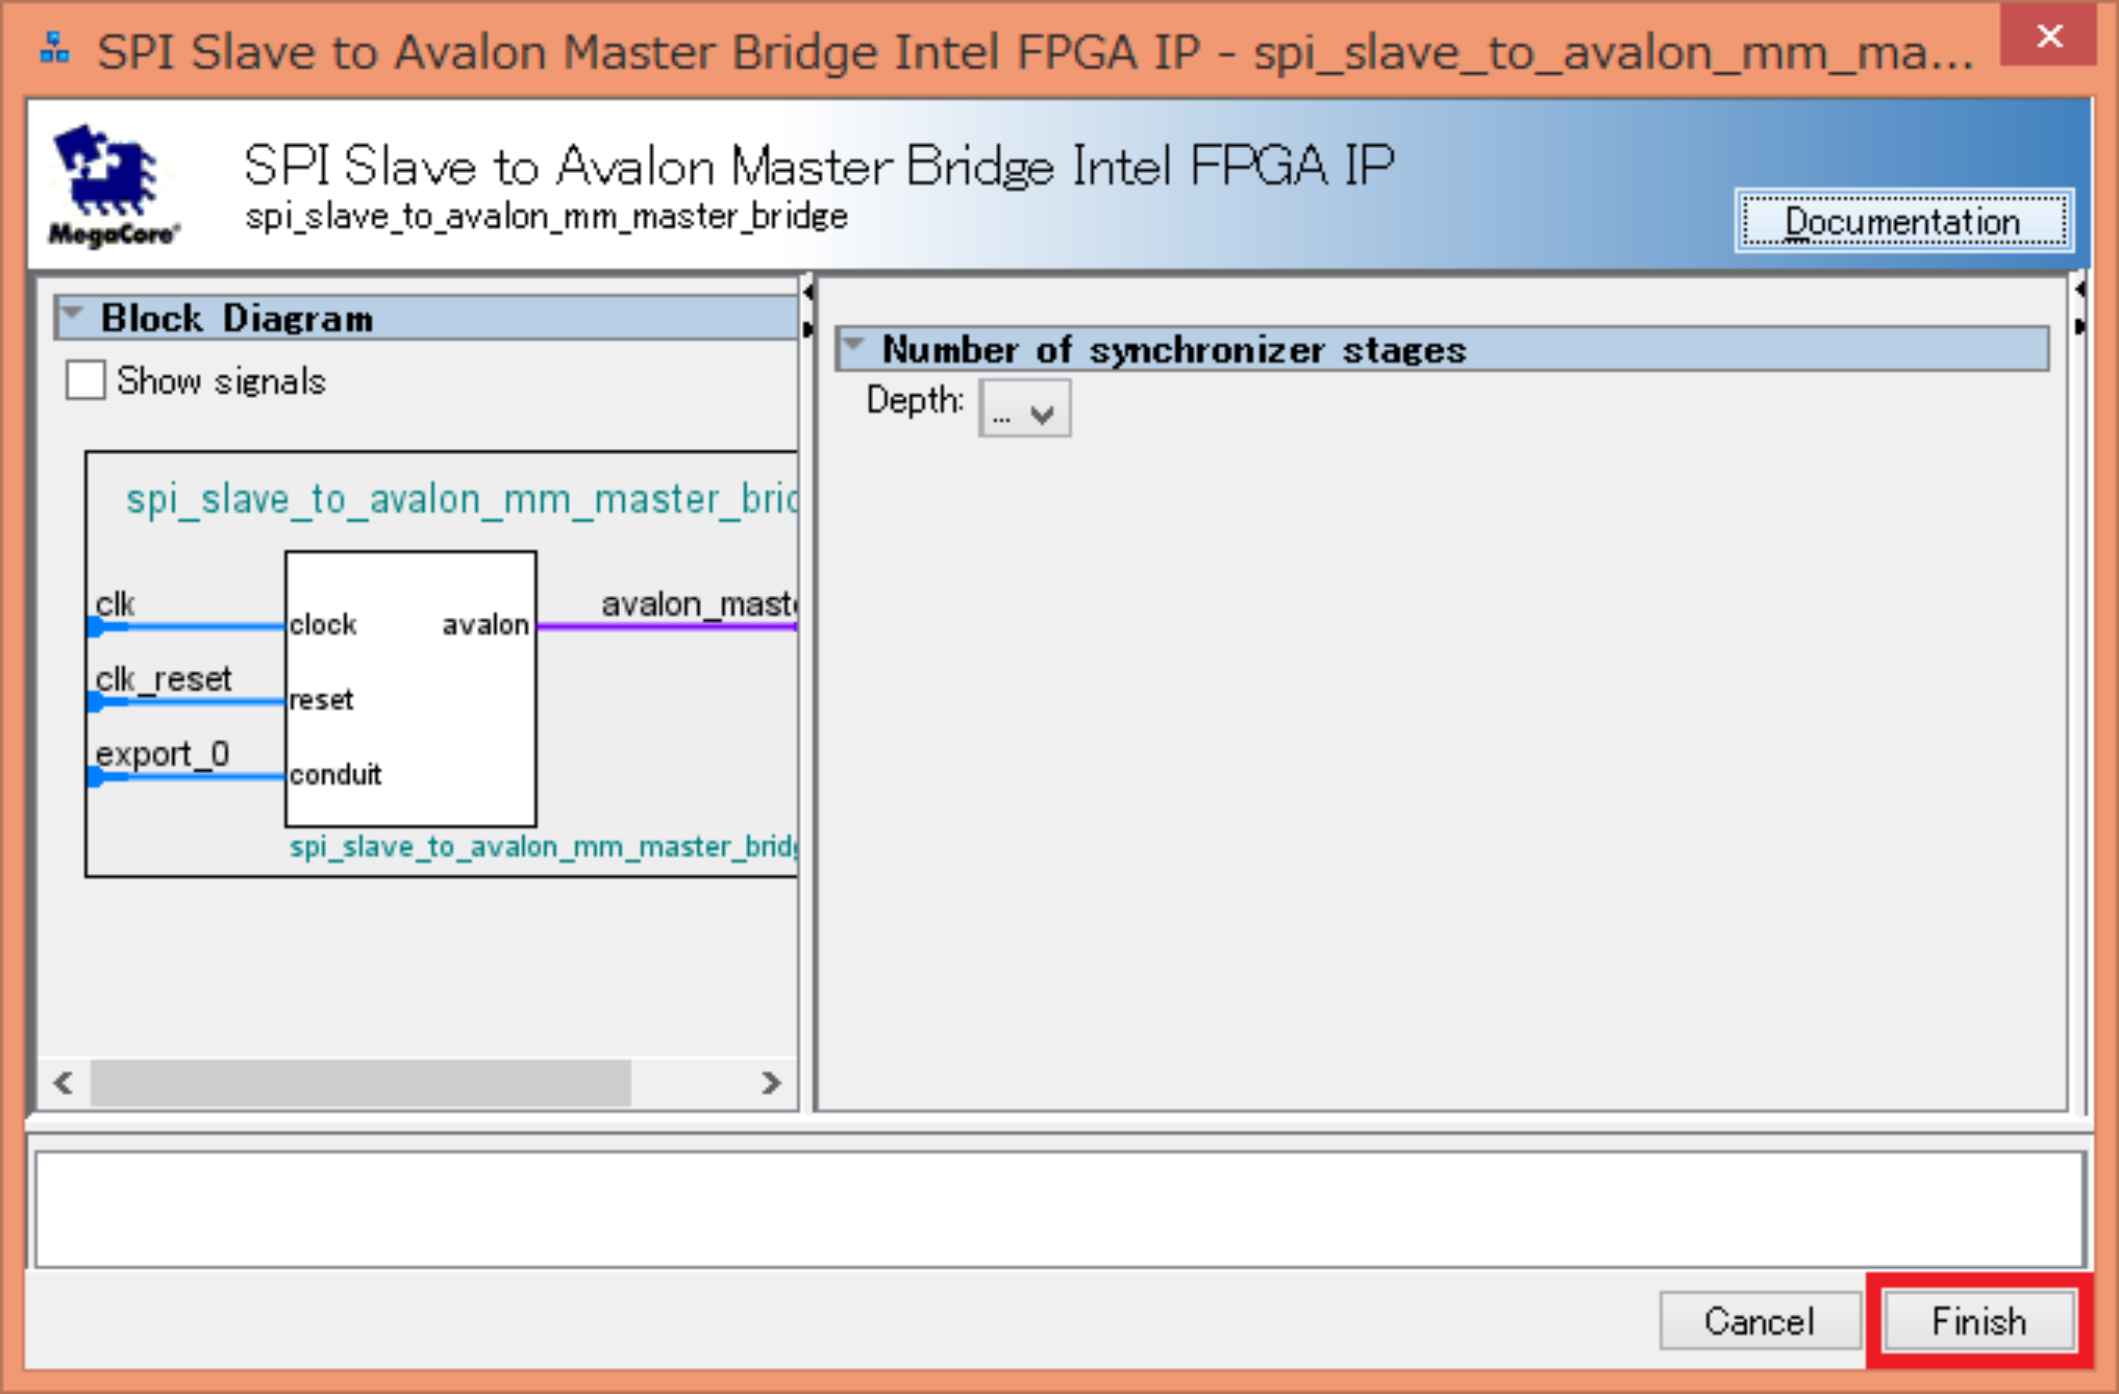 SPI Slave to Avalon Master Bridge Intel FPGA IP - spi_slave_to_avalon_mm_ma...
SPI Slave to Avalon Master Bridge Intel FPGA IP
spi_slave_to_avalon_mm_master_bridge
MegaCore®
Documentation
Block Diagram
Show signals
spi_slave_to_avalon_mm_master_brid
clk
clock
avalon
avalon_maste
clk_reset
reset
export_0
conduit
spi_slave_to_avalon_mm_master_bridg
Number of synchronizer stages
Depth: ...
Cancel
Finish